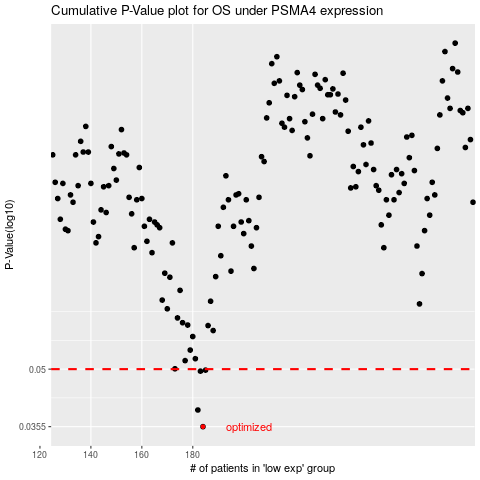 Cumulative P-Value plot for OS under PSMA4 expression
P-Value(log10)
0.05
0.0355
optimized
120 140 160 180
# of patients in 'low exp' group